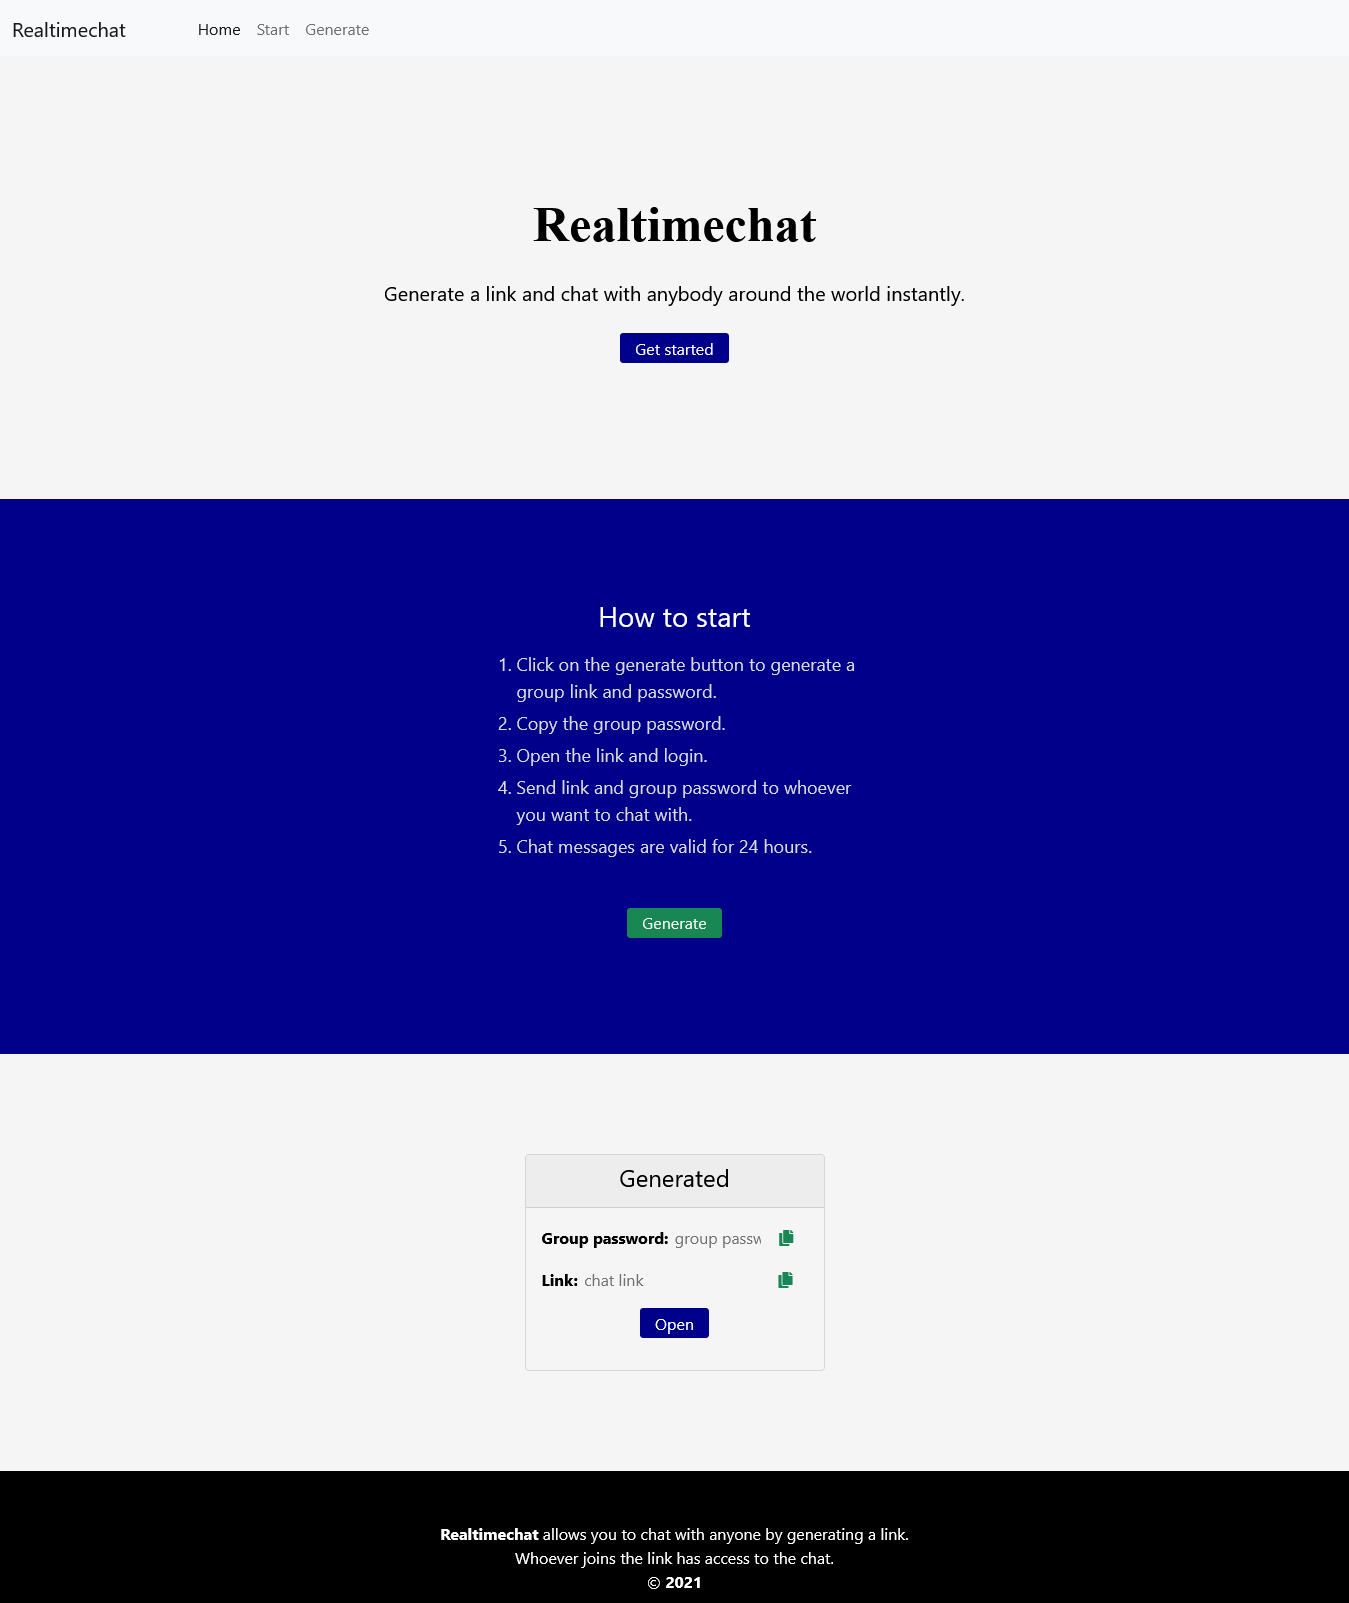 Realtimechat
Home Start Generate
Realtimechat
Generate a link and chat with anybody around the world instantly.
Get started
How to start
1. Click on the generate button to generate a
group link and password.
2. Copy the group password.
3. Open the link and login.
4. Send link and group password to whoever
you want to chat with.
5. Chat messages are valid for 24 hours.
Generate
Generated
Group password: group passw
Link: chat link
Open
Realtimechat allows you to chat with anyone by generating a link.
Whoever joins the link has access to the chat.
© 2021